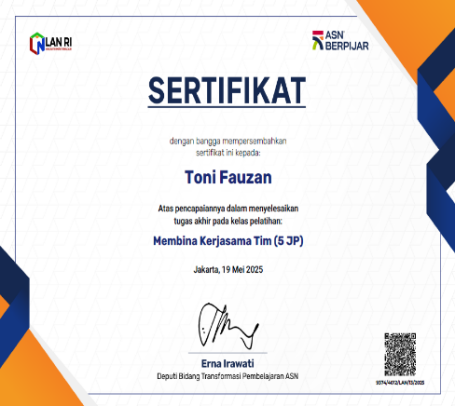 LAN RI
ASN
BERPIJAR
SERTIFIKAT
dengan bangga mempersembahkan
sertifikat ini kepada:
Toni Fauzan
Atas pencapaiannya dalam menyelesaikan
tugas akhir pada kelas pelatihan:
Membina Kerjasama Tim (5 JP)
Jakarta, 19 Mei 2025
Erna Irawati
Deputi Bidang Transformasi Pembelajaran ASN